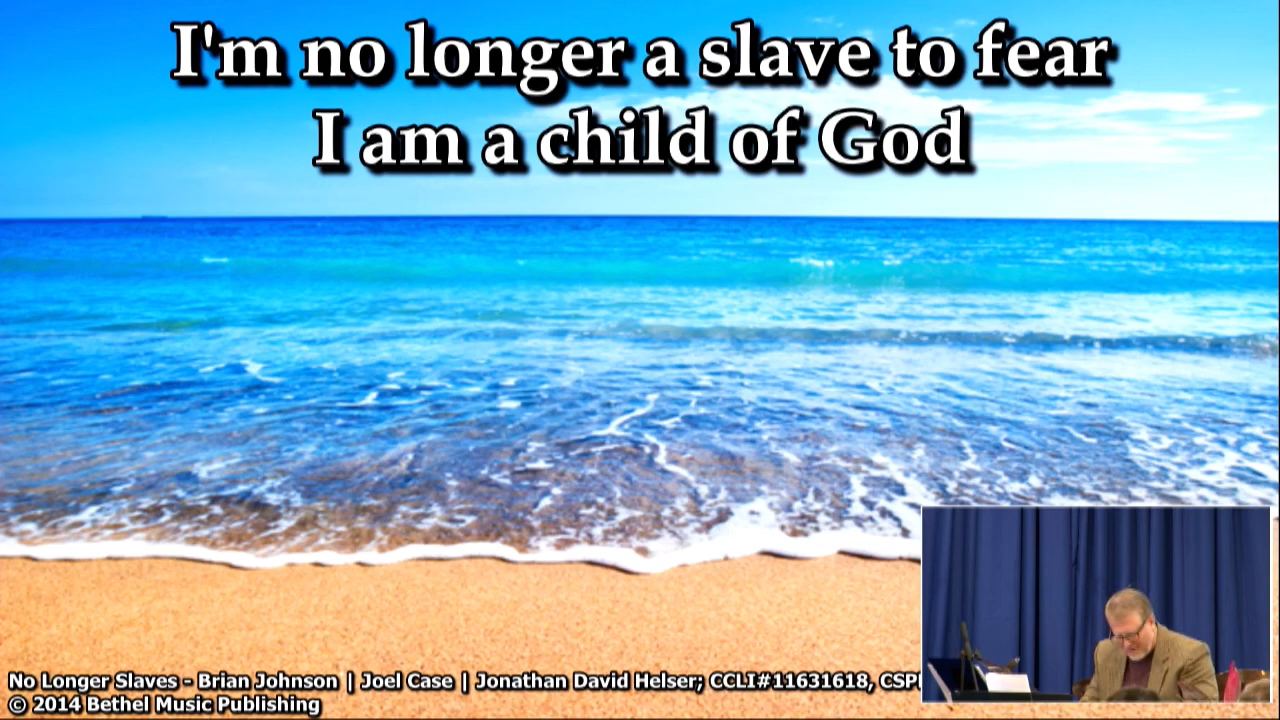 I'm no longer a slave to fear
I am a child of God
No Longer Slaves - Brian Johnson | Joel Case | Jonathan David Helser; CCLI#11631618,
© 2014 Bethel Music Publishing